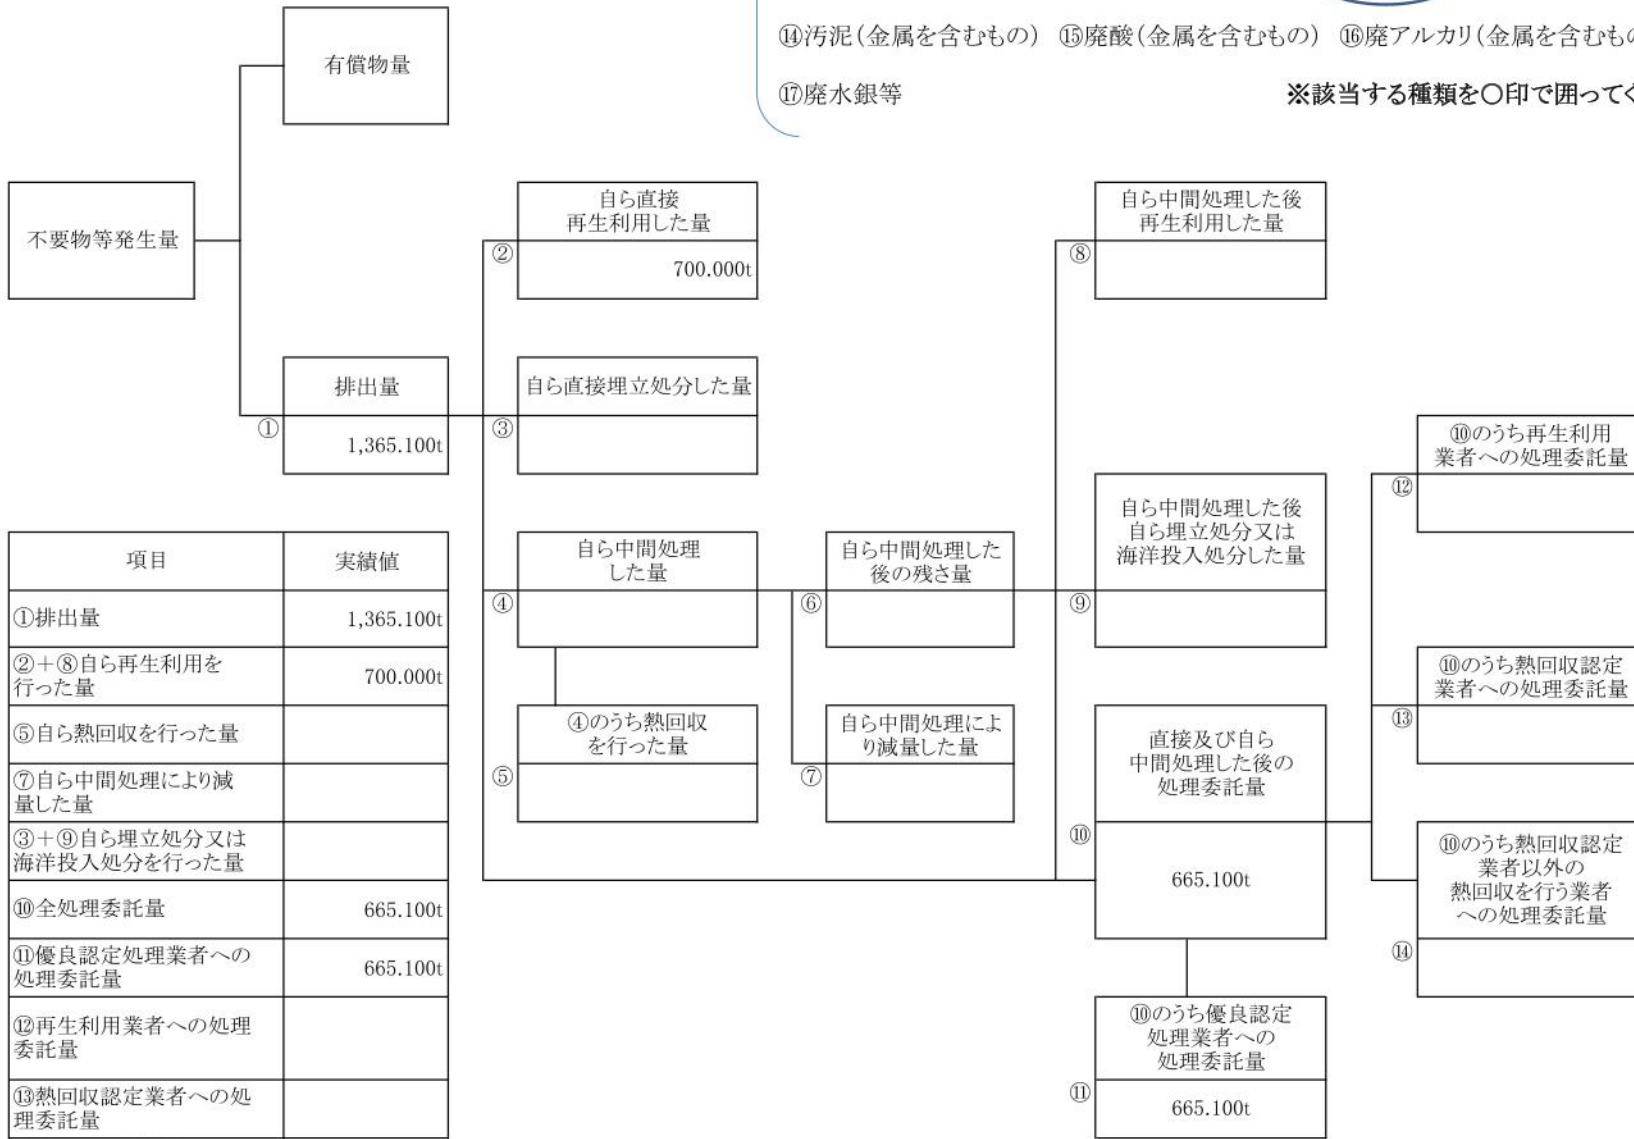 ⑭汚泥(金属を含むもの) ⑮廃酸(金属を含むもの) ⑯廃アルカリ(金属を含むもの
⑰廃水銀等
※該当する種類を〇印で囲ってく
有償物量
不要物等発生量
自ら直接
再生利用した量
②
700.000t
自ら中間処理した後
再生利用した量
⑧
排出量
①
1,365.100t
自ら直接埋立処分した量
③
⑩のうち再生利用
業者への処理委託量
⑫
自ら中間処理
した量
④
自ら中間処理した
後の残さ量
⑥
自ら中間処理した後
自ら埋立処分又は
海洋投入処分した量
⑨
⑩のうち熱回収認定
業者への処理委託量
⑬
④のうち熱回収
を行った量
⑤
自ら中間処理によ
り減量した量
⑦
直接及び自ら
中間処理した後の
処理委託量
⑩
665.100t
⑩のうち熱回収認定
業者以外の
熱回収を行う業者
への処理委託量
⑭
⑩のうち優良認定
処理業者への
処理委託量
⑪
665.100t
項目 実績値
①排出量 1,365.100t
②+⑧自ら再生利用を
行った量 700.000t
⑤自ら熱回収を行った量
⑦自ら中間処理により減
量した量
③+⑨自ら埋立処分又は
海洋投入処分を行った量
⑩全処理委託量 665.100t
⑪優良認定処理業者への
処理委託量 665.100t
⑫再生利用業者への処理
委託量
⑬熱回収認定業者への処
理委託量